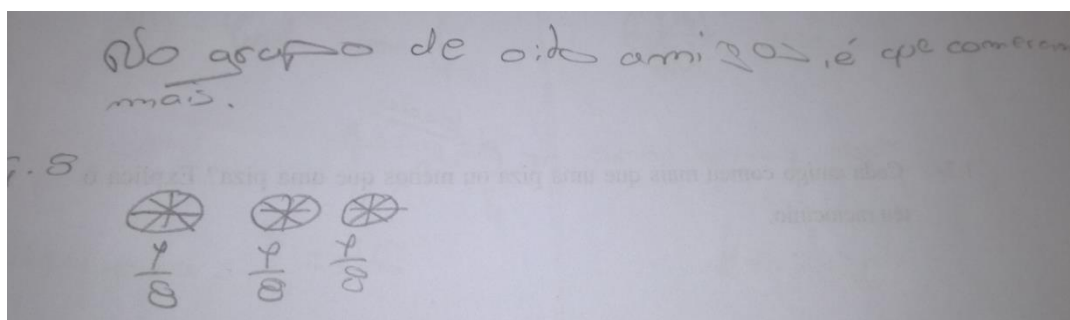 No grupo de oito amigos, é que comeram
mais.
G. 8
1/8 1/8 1/8